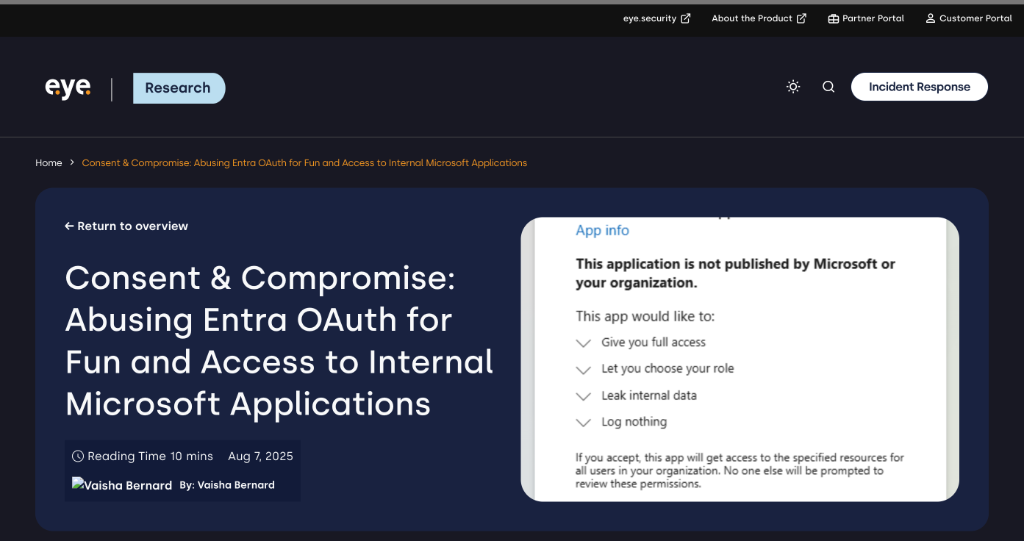 eye.security
About the Product
Partner Portal
Customer Portal
eye
Research
Incident Response
Home > Consent & Compromise: Abusing Entra OAuth for Fun and Access to Internal Microsoft Applications
← Return to overview
Consent & Compromise:
Abusing Entra OAuth for
Fun and Access to Internal
Microsoft Applications
Reading Time 10 mins
Aug 7, 2025
Vaisha Bernard
By: Vaisha Bernard
App info
This application is not published by Microsoft or
your organization.
This app would like to:
Give you full access
Let you choose your role
Leak internal data
Log nothing
If you accept, this app will get access to the specified resources for
all users in your organization. No one else will be prompted to
review these permissions.